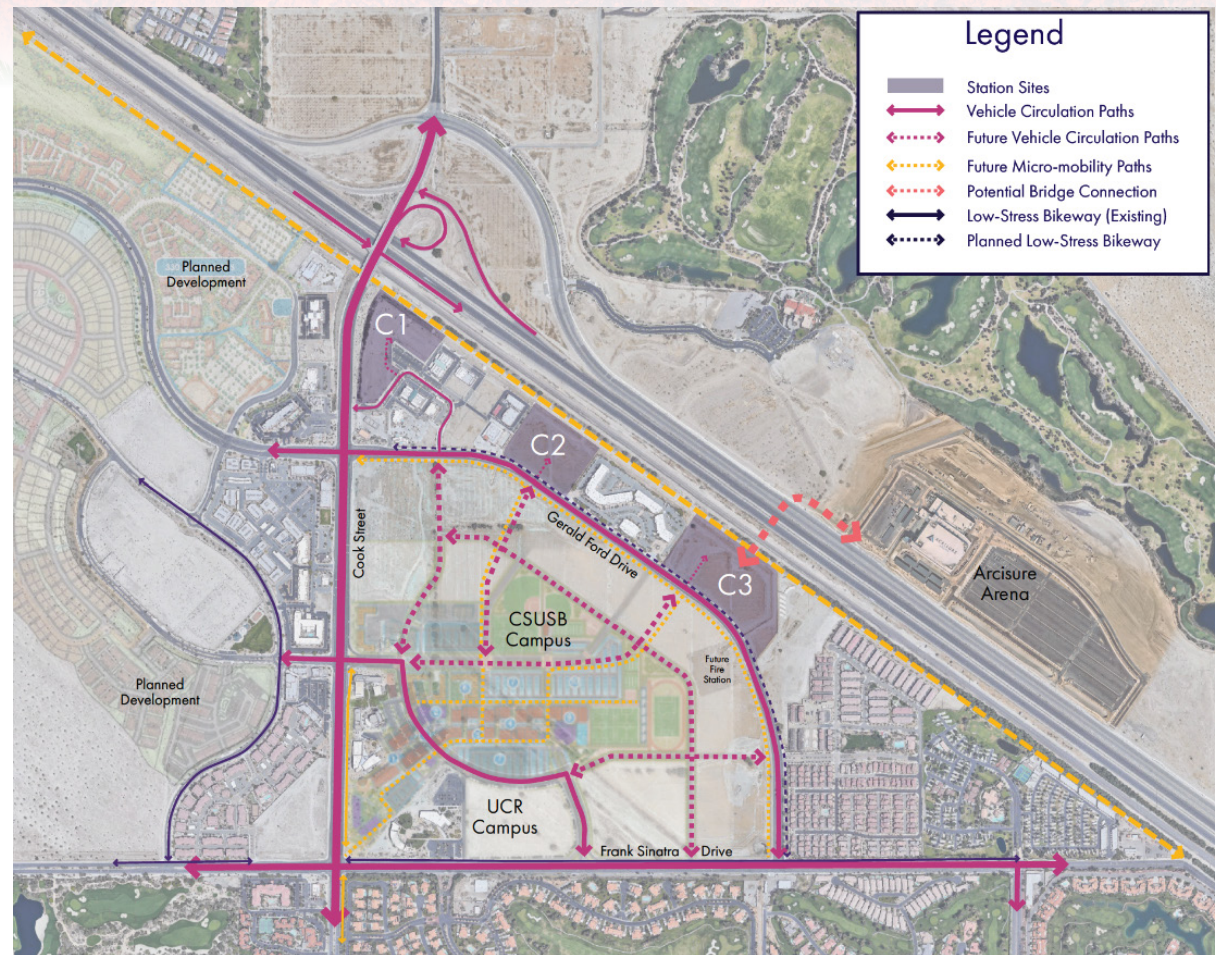 Legend
Station Sites
Vehicle Circulation Paths
Future Vehicle Circulation Paths
Future Micro-mobility Paths
Potential Bridge Connection
Low-Stress Bikeway (Existing)
Planned Low-Stress Bikeway
Planned
Development
C1
C2
Cook Street
Gerald Ford Drive
C3
Arcisure
Arena
CSUSB
Campus
Future
Fire
Station
Planned
Development
UCR
Campus
Frank Sinatra Drive